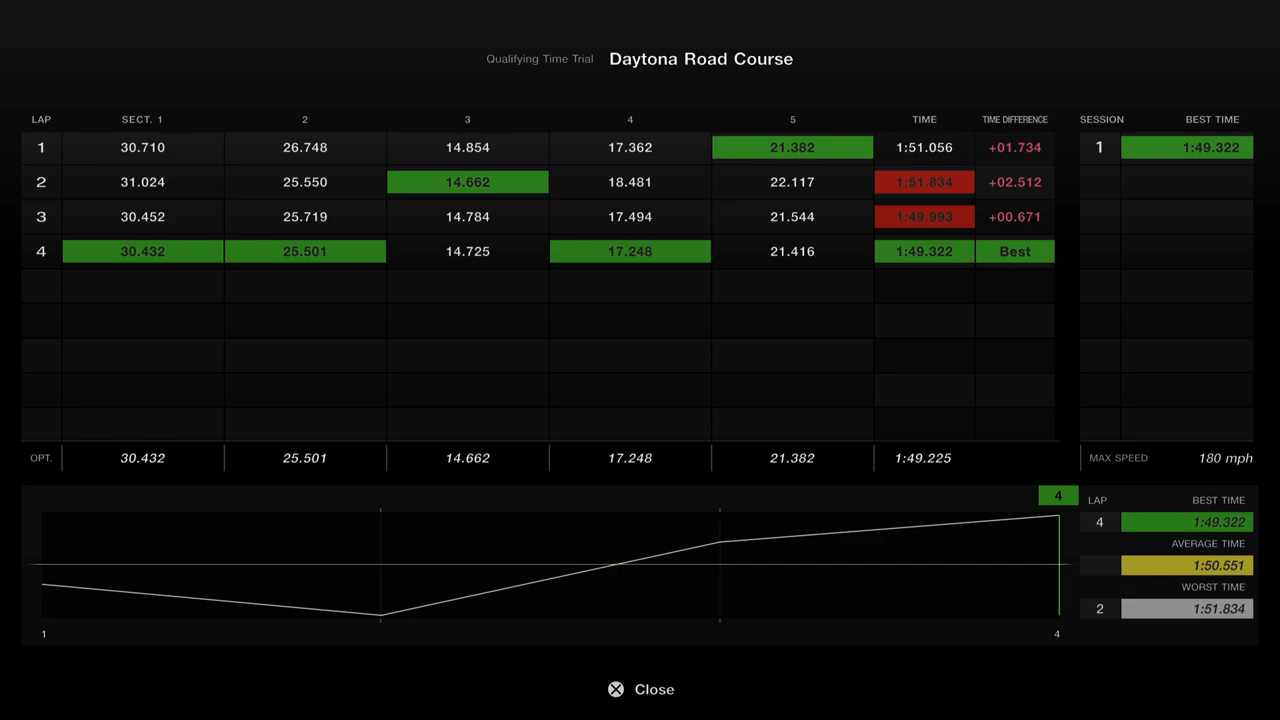 Qualifying Time Trial Daytona Road Course
LAP SECT. 1 2 3 4 5 TIME TIME DIFFERENCE SESSION BEST TIME
1 30.710 26.748 14.854 17.362 21.382 1:51.056 +01.734 1 1:49.322
2 31.024 25.550 14.662 18.481 22.117 1:51.834 +02.512
3 30.452 25.719 14.784 17.494 21.544 1:49.993 +00.671
4 30.432 25.501 14.725 17.248 21.416 1:49.322 Best
OPT. 30.432 25.501 14.662 17.248 21.382 1:49.225 MAX SPEED 180 mph
4 LAP BEST TIME
4 1:49.322
AVERAGE TIME
1:50.551
WORST TIME
2 1:51.834
1 4
Close